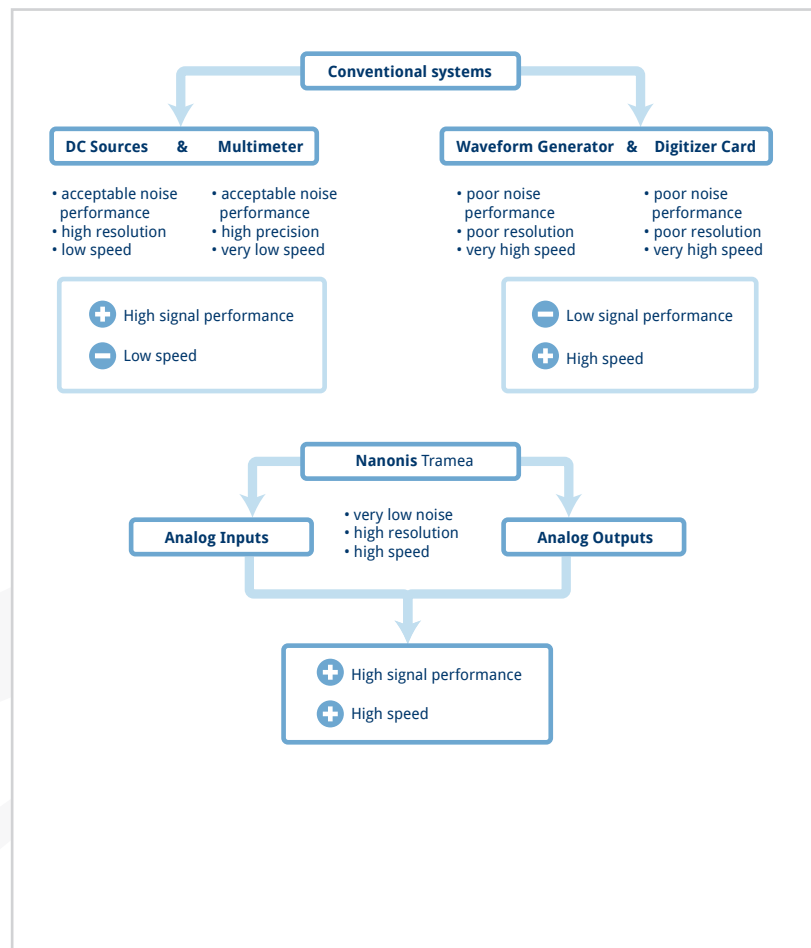 Conventional systems
DC Sources & Multimeter
• acceptable noise
performance
• high resolution
• low speed
• acceptable noise
performance
• high precision
• very low speed
High signal performance
Low speed
Waveform Generator & Digitizer Card
• poor noise
performance
• poor resolution
• very high speed
• poor noise
performance
• poor resolution
• very high speed
Low signal performance
High speed
Nanonis Tramea
Analog Inputs
• very low noise
• high resolution
• high speed
Analog Outputs
High signal performance
High speed